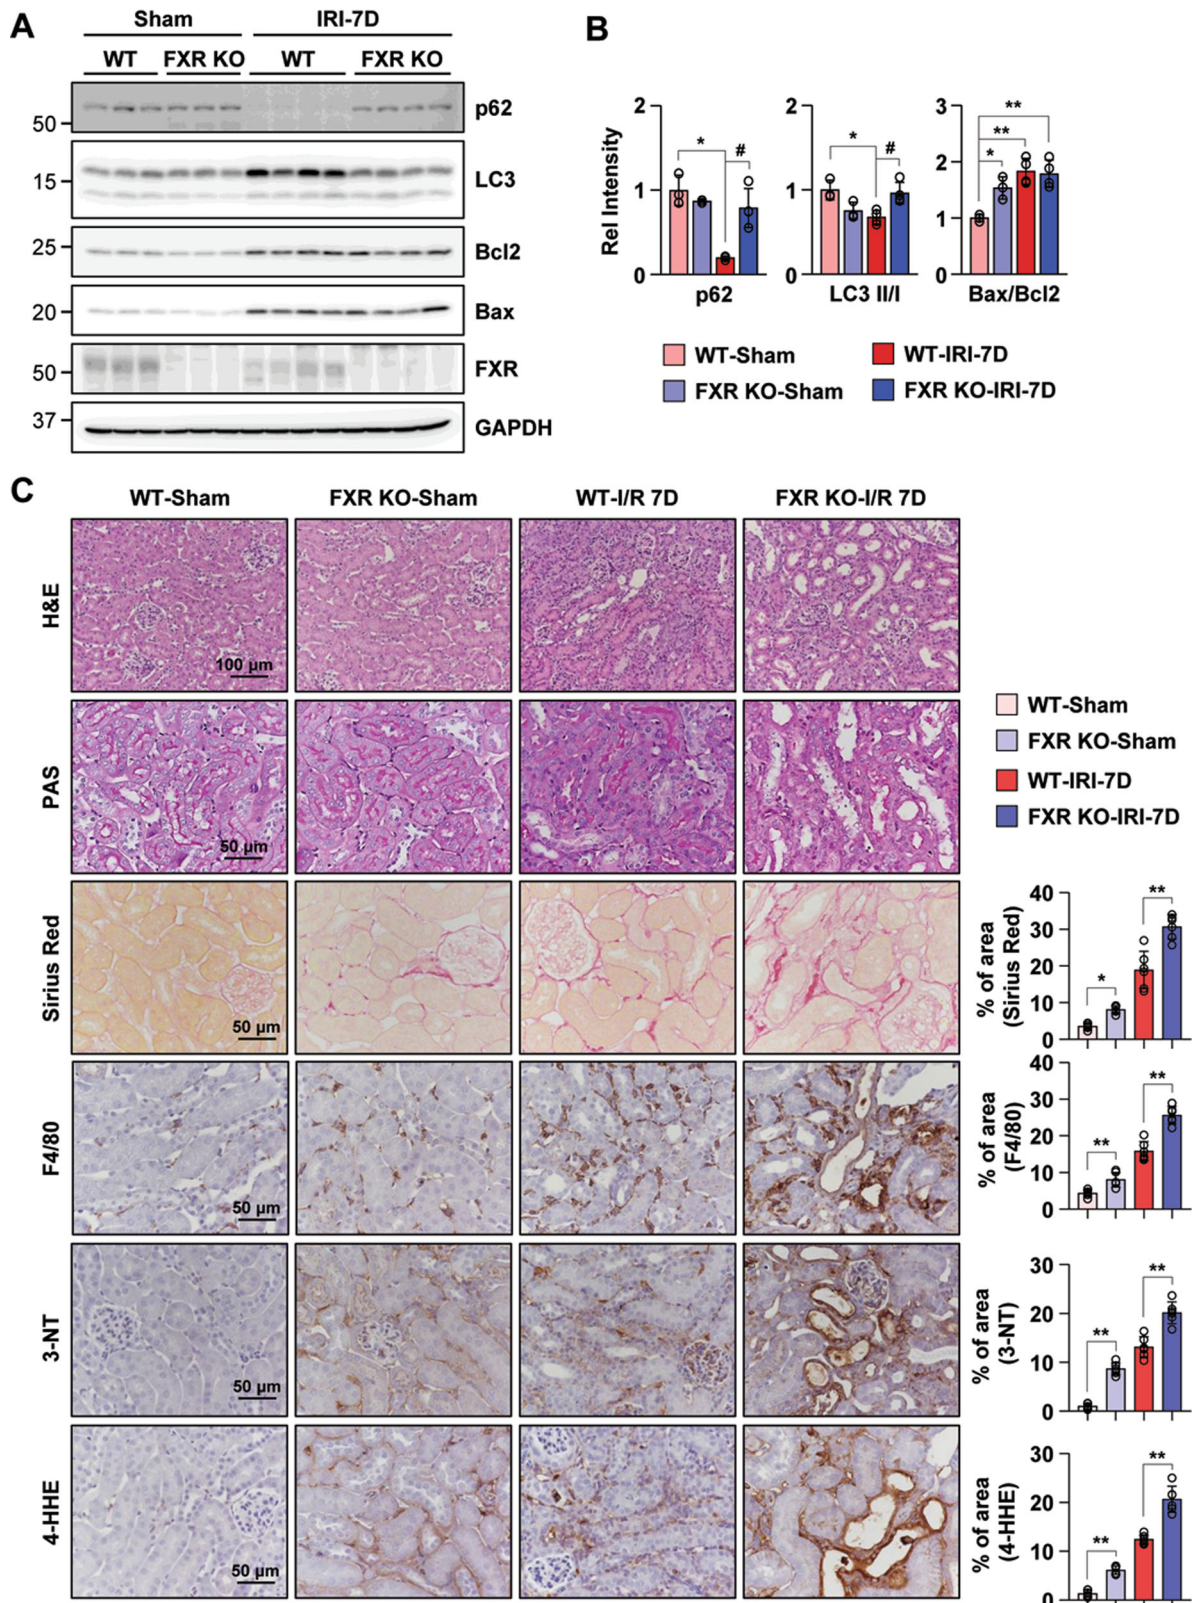 A
Sham IRI-7D
WT FXR KO WT FXR KO
50 p62
15 LC3
25 Bcl2
20 Bax
50 FXR
37 GAPDH
B
Rel Intensity
2
1
0
* #
p62
2
1
0
* #
LC3 II/I
3
2
1
0
**
**
*
Bax/Bcl2
WT-Sham WT-IRI-7D
FXR KO-Sham FXR KO-IRI-7D
C
WT-Sham FXR KO-Sham WT-I/R 7D FXR KO-I/R 7D
H&E
100 µm
PAS
50 µm
WT-Sham
FXR KO-Sham
WT-IRI-7D
FXR KO-IRI-7D
Sirius Red
50 µm
% of area
(Sirius Red)
40
30
20
10
0
* **
F4/80
50 µm
% of area
(F4/80)
40
30
20
10
0
** **
3-NT
50 µm
% of area
(3-NT)
30
20
10
0
** **
4-HHE
50 µm
% of area
(4-HHE)
30
20
10
0
** **